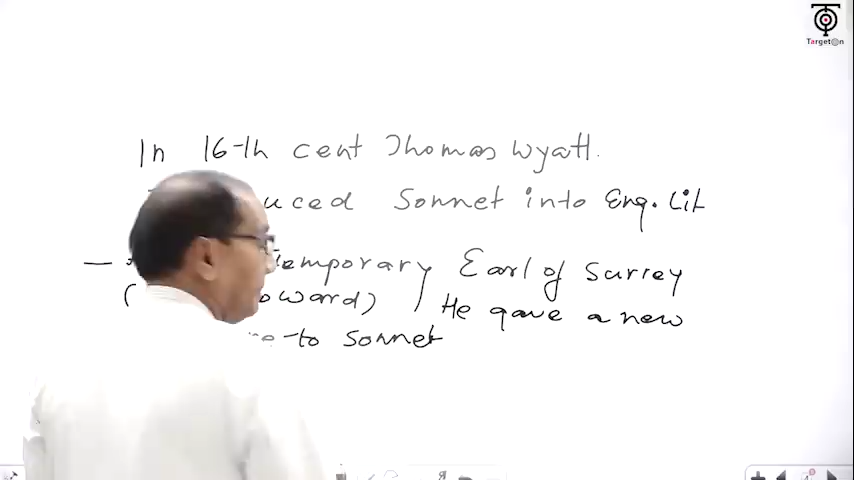 TargetOn
In 16-th cent Thomas Wyatt.
uced Sonnet into Eng. Lit
— temporary Earl of Surrey
( oward) / He gave a new
to Sonnet